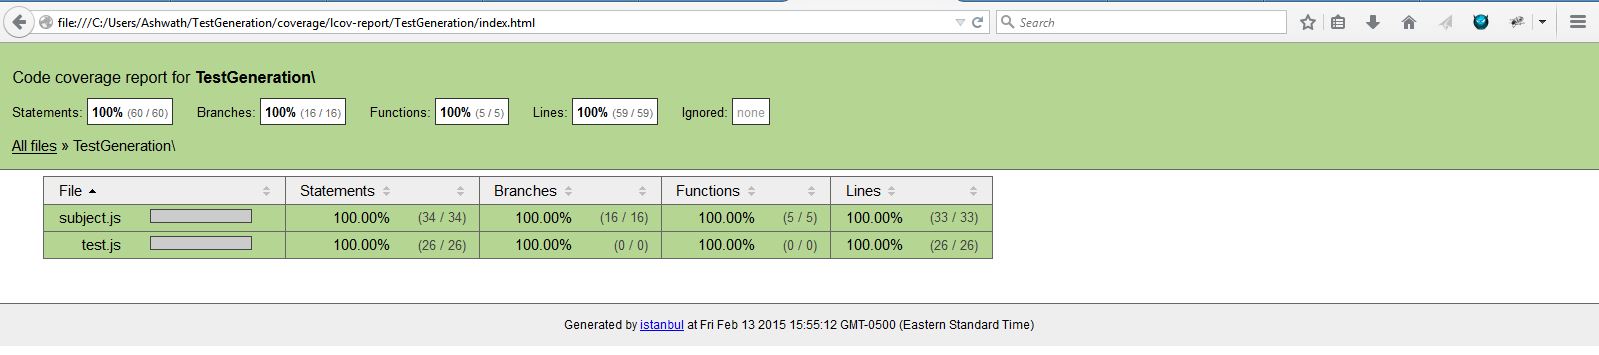 file:///C:/Users/Ashwath/TestGeneration/coverage/lcov-report/TestGeneration/index.html
Search
Code coverage report for TestGeneration\
Statements: 100% (60 / 60) Branches: 100% (16 / 16) Functions: 100% (5 / 5) Lines: 100% (59 / 59) Ignored: none
All files » TestGeneration\
File Statements Branches Functions Lines
subject.js 100.00% (34 / 34) 100.00% (16 / 16) 100.00% (5 / 5) 100.00% (33 / 33)
test.js 100.00% (26 / 26) 100.00% (0 / 0) 100.00% (0 / 0) 100.00% (26 / 26)
Generated by istanbul at Fri Feb 13 2015 15:55:12 GMT-0500 (Eastern Standard Time)